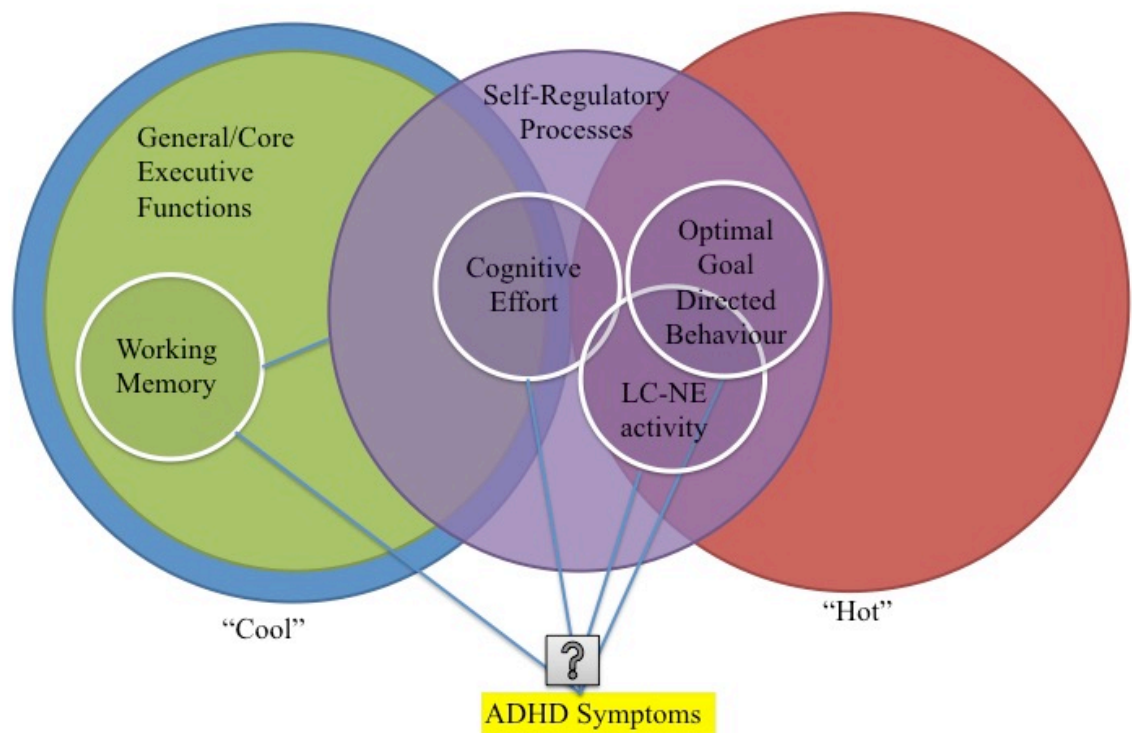 Self-Regulatory
Processes
General/Core
Executive
Functions
Optimal
Goal
Directed
Behaviour
Cognitive
Effort
Working
Memory
LC-NE
activity
“Cool”
“Hot”
?
ADHD Symptoms